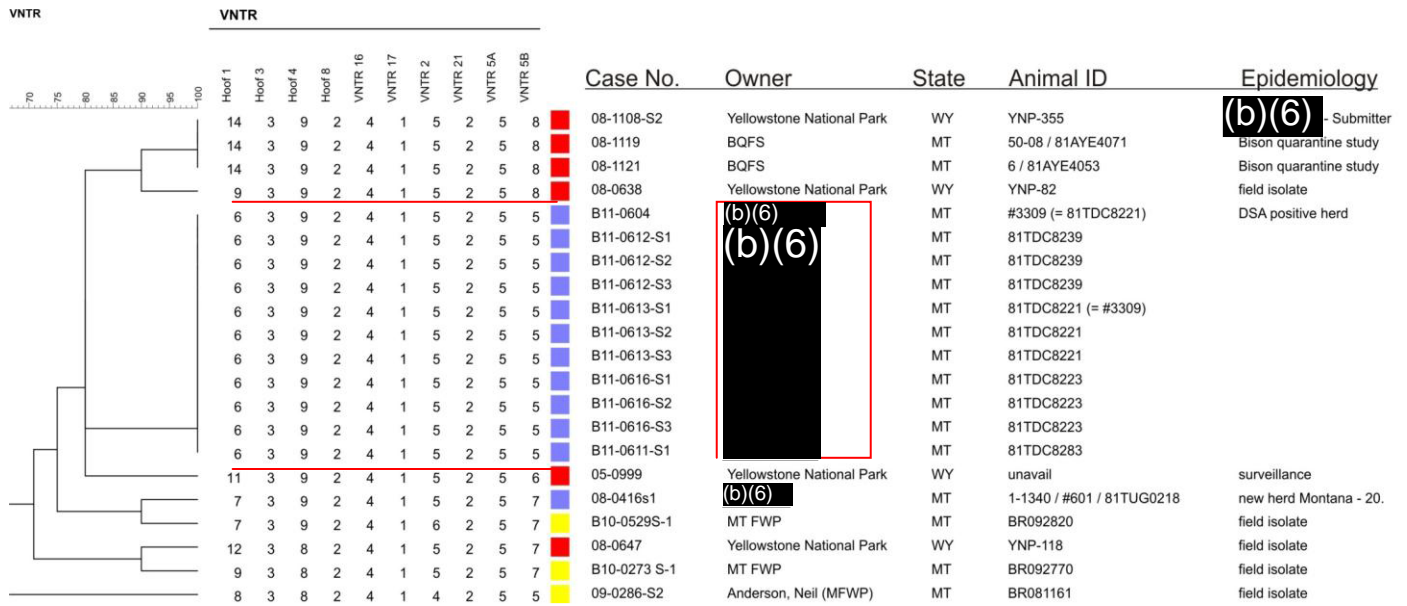 VNTR
VNTR
70 75 80 85 90 95 100 Hoof 1 Hoof 3 Hoof 4 Hoof 8 VNTR 16 VNTR 17 VNTR 2 VNTR 21 VNTR 5A VNTR 5B Case No. Owner State Animal ID Epidemiology
14 3 9 2 4 1 5 2 5 8 08-1108-S2 Yellowstone National Park WY YNP-355 (b)(6) - Submitter
14 3 9 2 4 1 5 2 5 8 08-1119 BQFS MT 50-08 / 81AYE4071 Bison quarantine study
14 3 9 2 4 1 5 2 5 8 08-1121 BQFS MT 6 / 81AYE4053 Bison quarantine study
9 3 9 2 4 1 5 2 5 8 08-0638 Yellowstone National Park WY YNP-82 field isolate
6 3 9 2 4 1 5 2 5 5 B11-0604 (b)(6) MT #3309 (= 81TDC8221) DSA positive herd
6 3 9 2 4 1 5 2 5 5 B11-0612-S1 (b)(6) MT 81TDC8239
6 3 9 2 4 1 5 2 5 5 B11-0612-S2 MT 81TDC8239
6 3 9 2 4 1 5 2 5 5 B11-0612-S3 MT 81TDC8239
6 3 9 2 4 1 5 2 5 5 B11-0613-S1 MT 81TDC8221 (= #3309)
6 3 9 2 4 1 5 2 5 5 B11-0613-S2 MT 81TDC8221
6 3 9 2 4 1 5 2 5 5 B11-0613-S3 MT 81TDC8221
6 3 9 2 4 1 5 2 5 5 B11-0616-S1 MT 81TDC8223
6 3 9 2 4 1 5 2 5 5 B11-0616-S2 MT 81TDC8223
6 3 9 2 4 1 5 2 5 5 B11-0616-S3 MT 81TDC8223
6 3 9 2 4 1 5 2 5 5 B11-0611-S1 MT 81TDC8283
11 3 9 2 4 1 5 2 5 6 05-0999 Yellowstone National Park WY unavail surveillance
7 3 9 2 4 1 5 2 5 7 08-0416s1 (b)(6) MT 1-1340 / #601 / 81TUG0218 new herd Montana - 20.
7 3 9 2 4 1 6 2 5 7 B10-0529S-1 MT FWP MT BR092820 field isolate
12 3 8 2 4 1 5 2 5 7 08-0647 Yellowstone National Park WY YNP-118 field isolate
9 3 8 2 4 1 5 2 5 7 B10-0273 S-1 MT FWP MT BR092770 field isolate
8 3 8 2 4 1 4 2 5 5 09-0286-S2 Anderson, Neil (MFWP) MT BR081161 field isolate